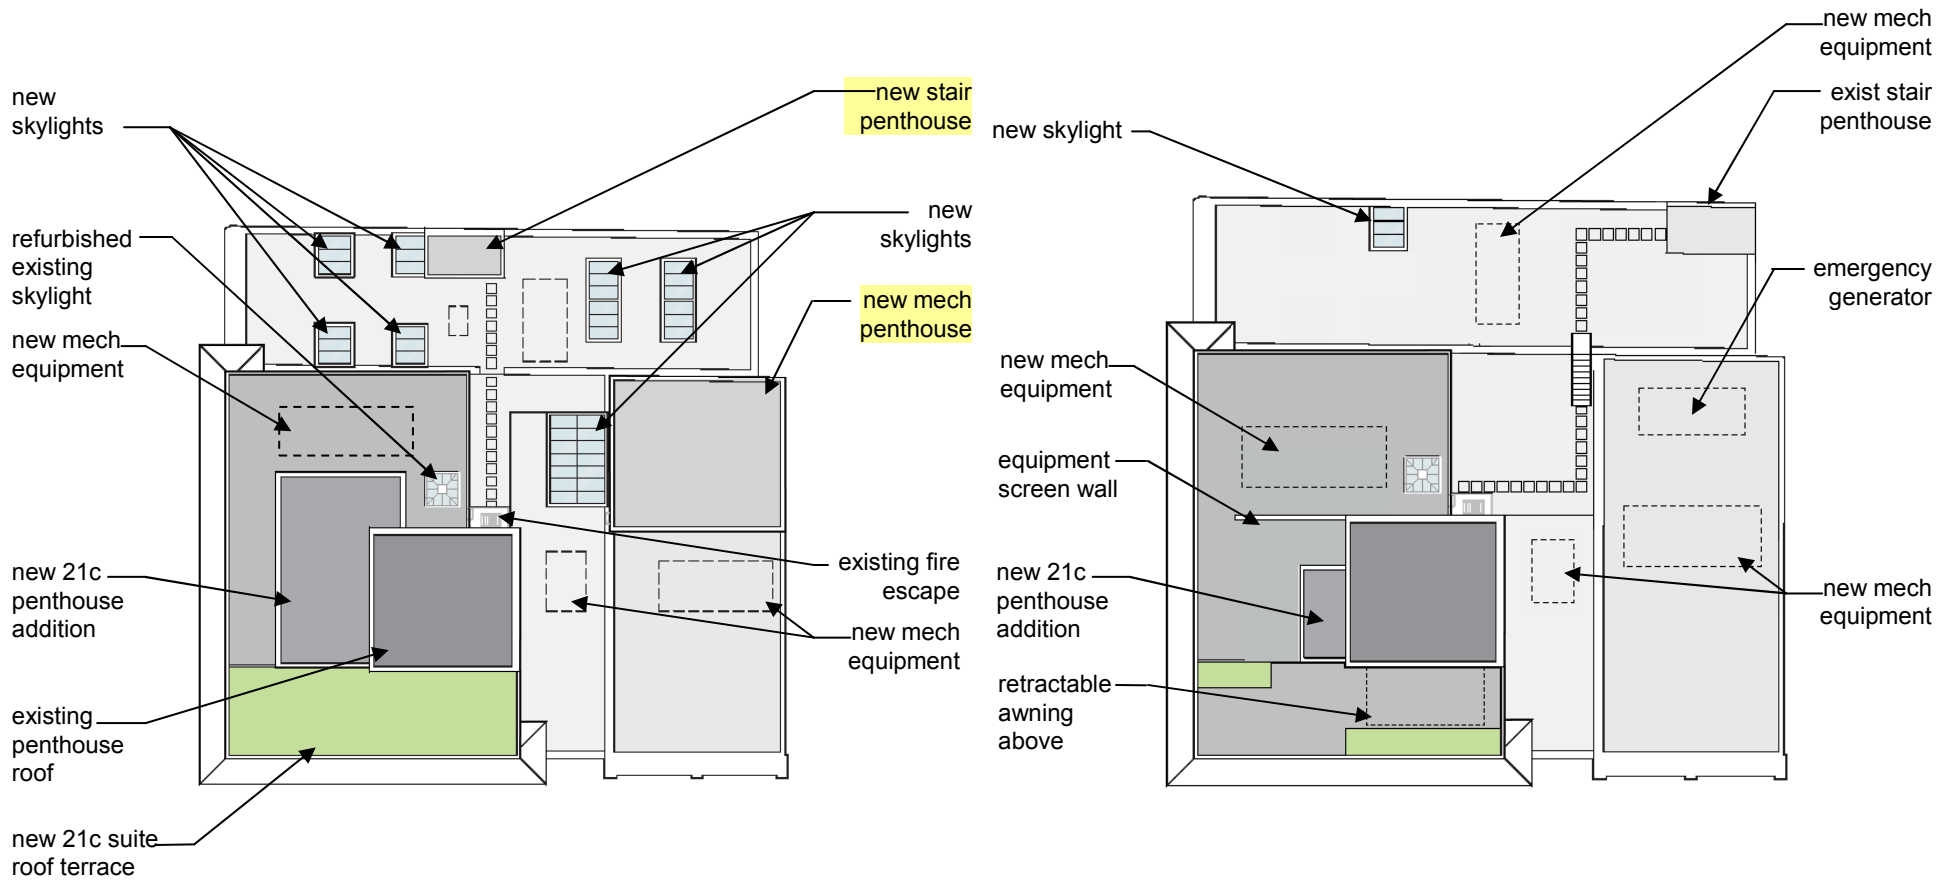 new
skylights
refurbished
existing
skylight
new mech
equipment
new 21c
penthouse
addition
existing
penthouse
roof
new 21c suite
roof terrace
new stair
penthouse
new
skylights
new mech
penthouse
existing fire
escape
new mech
equipment
new skylight
new mech
equipment
equipment
screen wall
new 21c
penthouse
addition
retractable
awning
above
new mech
equipment
exist stair
penthouse
emergency
generator
new mech
equipment